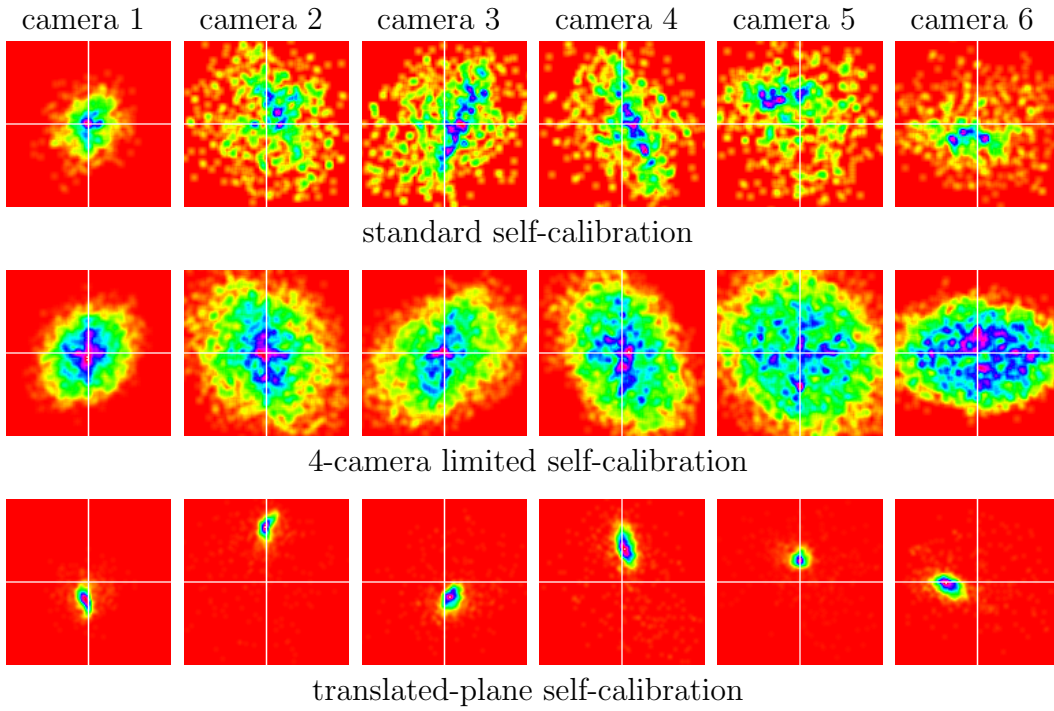 camera 1 camera 2 camera 3 camera 4 camera 5 camera 6
standard self-calibration
4-camera limited self-calibration
translated-plane self-calibration